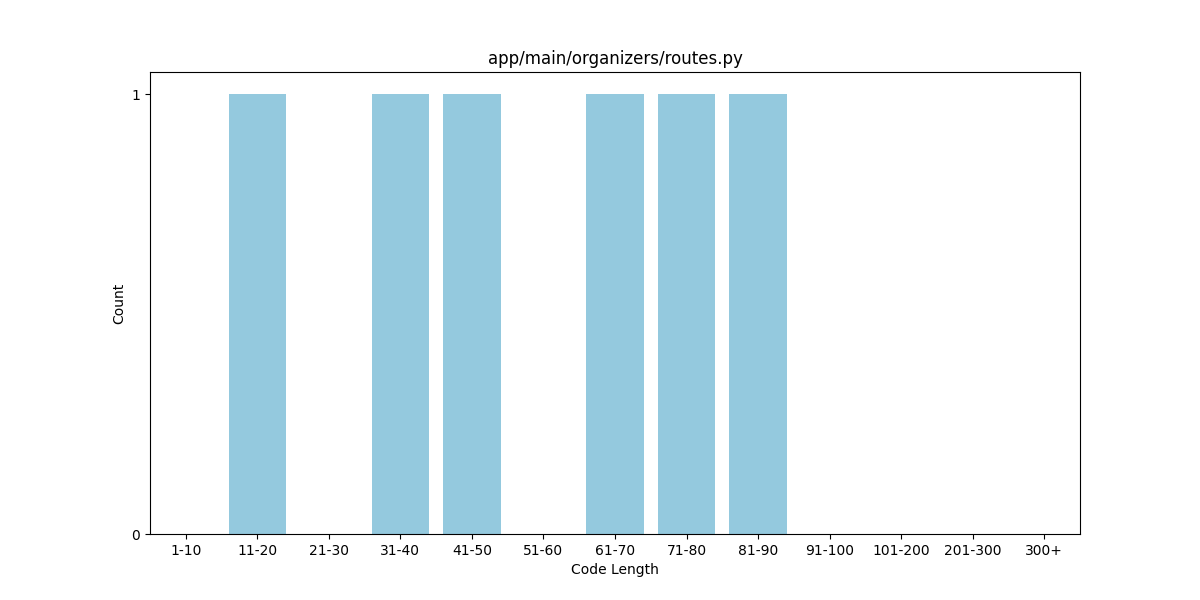 app/main/organizers/routes.py
1
0
Count
1-10 11-20 21-30 31-40 41-50 51-60 61-70 71-80 81-90 91-100 101-200 201-300 300+
Code Length